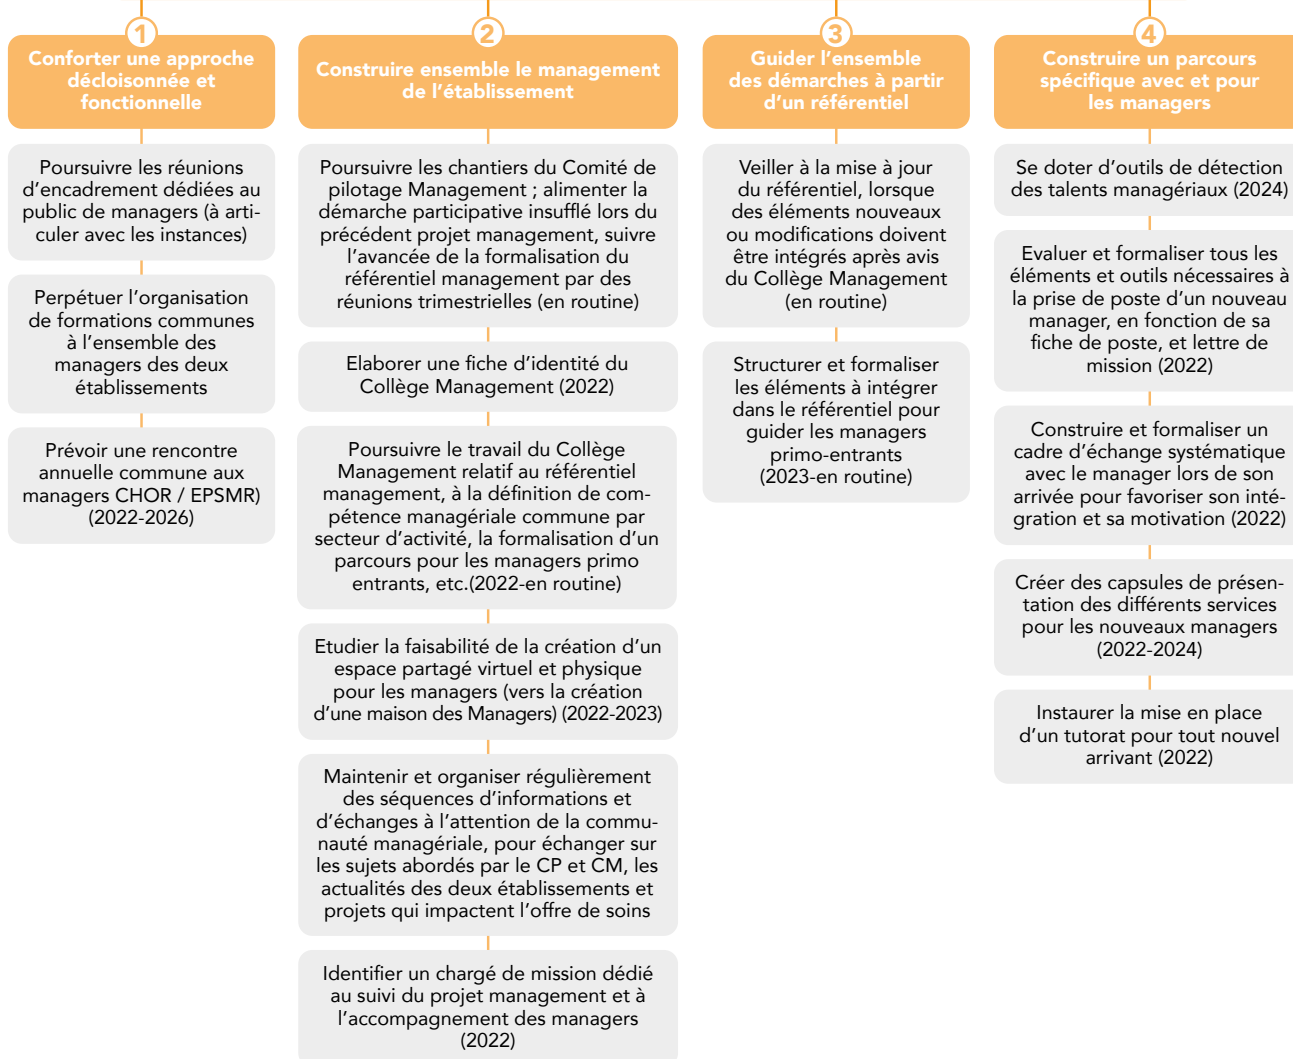 1
Conforter une approche
décloisonnée et
fonctionnelle
Poursuivre les réunions
d'encadrement dédiées au
public de managers (à arti-
culer avec les instances)
Perpétuer l'organisation
de formations communes
à l'ensemble des
managers des deux
établissements
Prévoir une rencontre
annuelle commune aux
managers CHOR / EPSMR)
(2022-2026)
2
Construire ensemble le management
de l'établissement
Poursuivre les chantiers du Comité de
pilotage Management ; alimenter la
démarche participative insufflé lors du
précédent projet management, suivre
l'avancée de la formalisation du
référentiel management par des
réunions trimestrielles (en routine)
Elaborer une fiche d'identité du
Collège Management (2022)
Poursuivre le travail du Collège
Management relatif au référentiel
management, à la définition de com-
pétence managériale commune par
secteur d'activité, la formalisation d'un
parcours pour les managers primo
entrants, etc.(2022-en routine)
Etudier la faisabilité de la création d'un
espace partagé virtuel et physique
pour les managers (vers la création
d'une maison des Managers) (2022-2023)
Maintenir et organiser régulièrement
des séquences d'informations et
d'échanges à l'attention de la commu-
nauté managériale, pour échanger sur
les sujets abordés par le CP et CM, les
actualités des deux établissements et
projets qui impactent l'offre de soins
Identifier un chargé de mission dédié
au suivi du projet management et à
l'accompagnement des managers
(2022)
3
Guider l'ensemble
des démarches à partir
d'un référentiel
Veiller à la mise à jour
du référentiel, lorsque
des éléments nouveaux
ou modifications doivent
être intégrés après avis
du Collège Management
(en routine)
Structurer et formaliser
les éléments à intégrer
dans le référentiel pour
guider les managers
primo-entrants
(2023-en routine)
4
Construire un parcours
spécifique avec et pour
les managers
Se doter d'outils de détection
des talents managériaux (2024)
Evaluer et formaliser tous les
éléments et outils nécessaires à
la prise de poste d'un nouveau
manager, en fonction de sa
fiche de poste, et lettre de
mission (2022)
Construire et formaliser un
cadre d'échange systématique
avec le manager lors de son
arrivée pour favoriser son inté-
gration et sa motivation (2022)
Créer des capsules de présen-
tation des différents services
pour les nouveaux managers
(2022-2024)
Instaurer la mise en place
d'un tutorat pour tout nouvel
arrivant (2022)